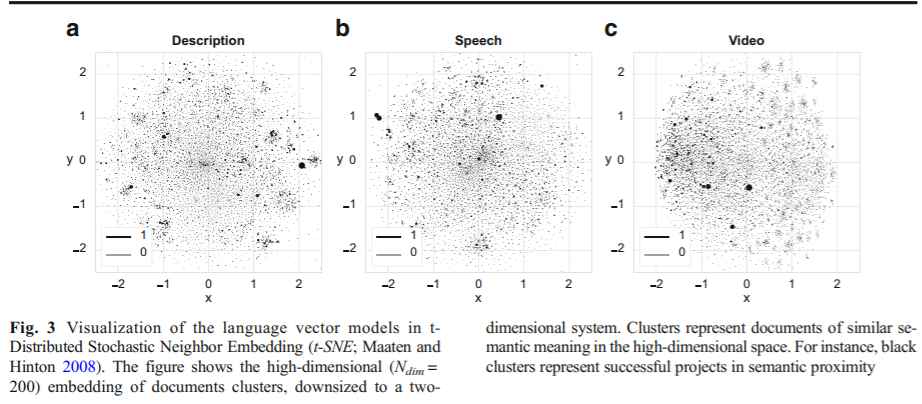 a
Description
2
1
y 0
−1
−2
1
0
−2 −1 0 1 2
x
b
Speech
2
1
y 0
−1
−2
1
0
−2 −1 0 1 2
x
c
Video
2
1
y 0
−1
−2
1
0
−2 −1 0 1 2
x
Fig. 3 Visualization of the language vector models in t-
Distributed Stochastic Neighbor Embedding (t-SNE; Maaten and
Hinton 2008). The figure shows the high-dimensional (Ndim =
200) embedding of documents clusters, downsized to a two-
dimensional system. Clusters represent documents of similar se-
mantic meaning in the high-dimensional space. For instance, black
clusters represent successful projects in semantic proximity